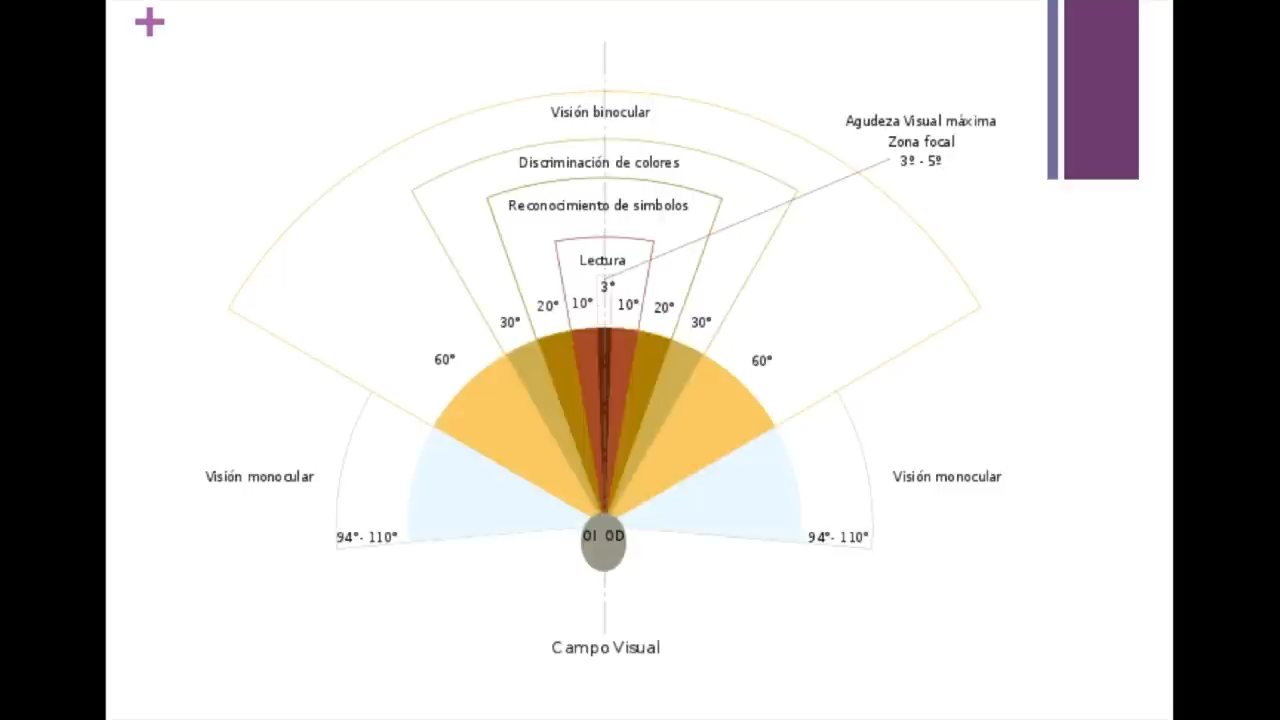 Visión binocular
Agudeza Visual máxima
Zona focal
3º - 5º
Discriminación de colores
Reconocimiento de simbolos
Lectura
3°
10° 10°
20° 20°
30° 30°
60° 60°
Visión monocular Visión monocular
94°- 110° OI OD 94°- 110°
Campo Visual